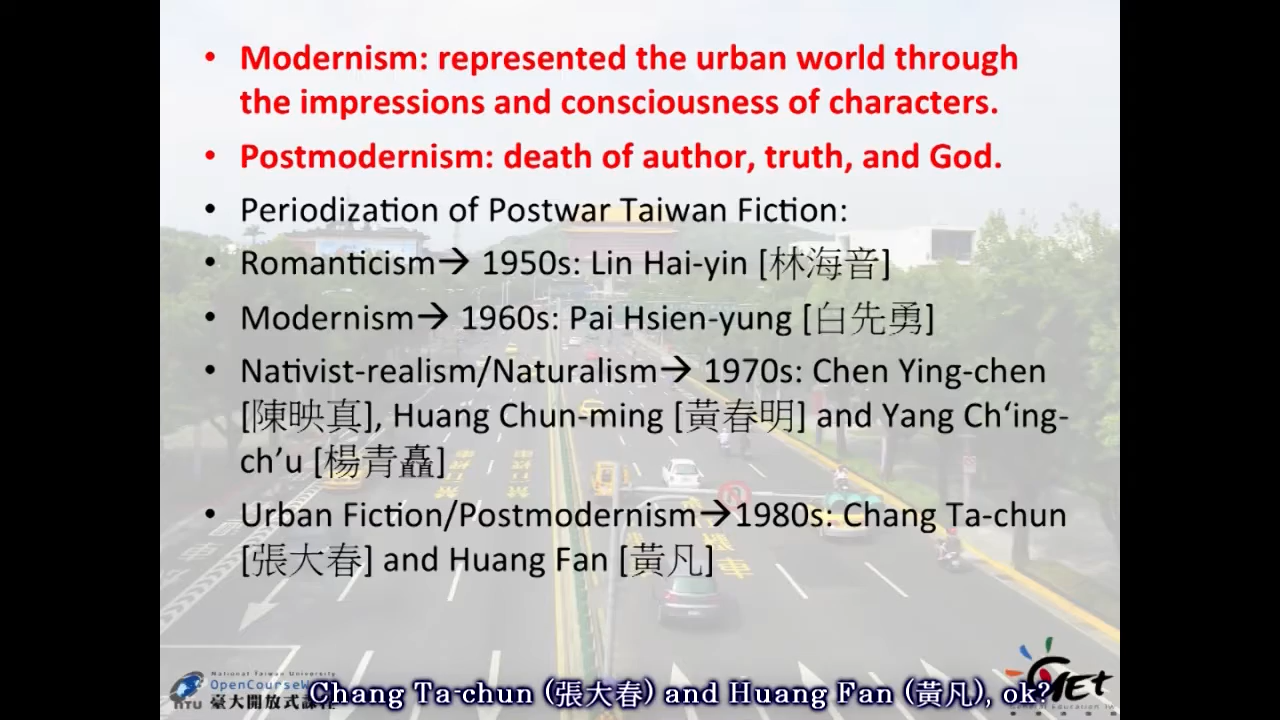 • Modernism: represented the urban world through
the impressions and consciousness of characters.
• Postmodernism: death of author, truth, and God.
• Periodization of Postwar Taiwan Fiction:
• Romanticism→ 1950s: Lin Hai-yin [林海音]
• Modernism→ 1960s: Pai Hsien-yung [白先勇]
• Nativist-realism/Naturalism→ 1970s: Chen Ying-chen
[陳映真], Huang Chun-ming [黃春明] and Yang Ch‘ing-
ch’u [楊青矗]
• Urban Fiction/Postmodernism→1980s: Chang Ta-chun
[張大春] and Huang Fan [黃凡]
National Taiwan University
OpenCourseW
NTU 臺大開放式課程
Chang Ta-chun (張大春) and Huang Fan (黃凡), ok?
GET
General Education